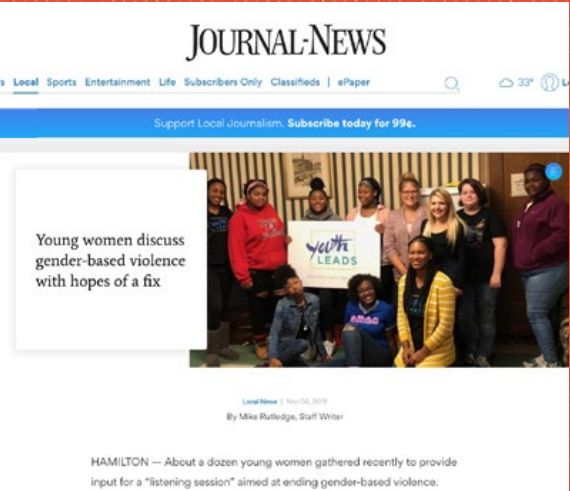 JOURNAL-NEWS
s Local Sports Entertainment Life Subscribers Only Classifieds | ePaper
33°
L
Support Local Journalism. Subscribe today for 99¢.
Young women discuss
gender-based violence
with hopes of a fix
youth
LEADS
Local News | Nov 04, 2019
By Mike Rutledge, Staff Writer
HAMILTON — About a dozen young women gathered recently to provide
input for a “listening session” aimed at ending gender-based violence.